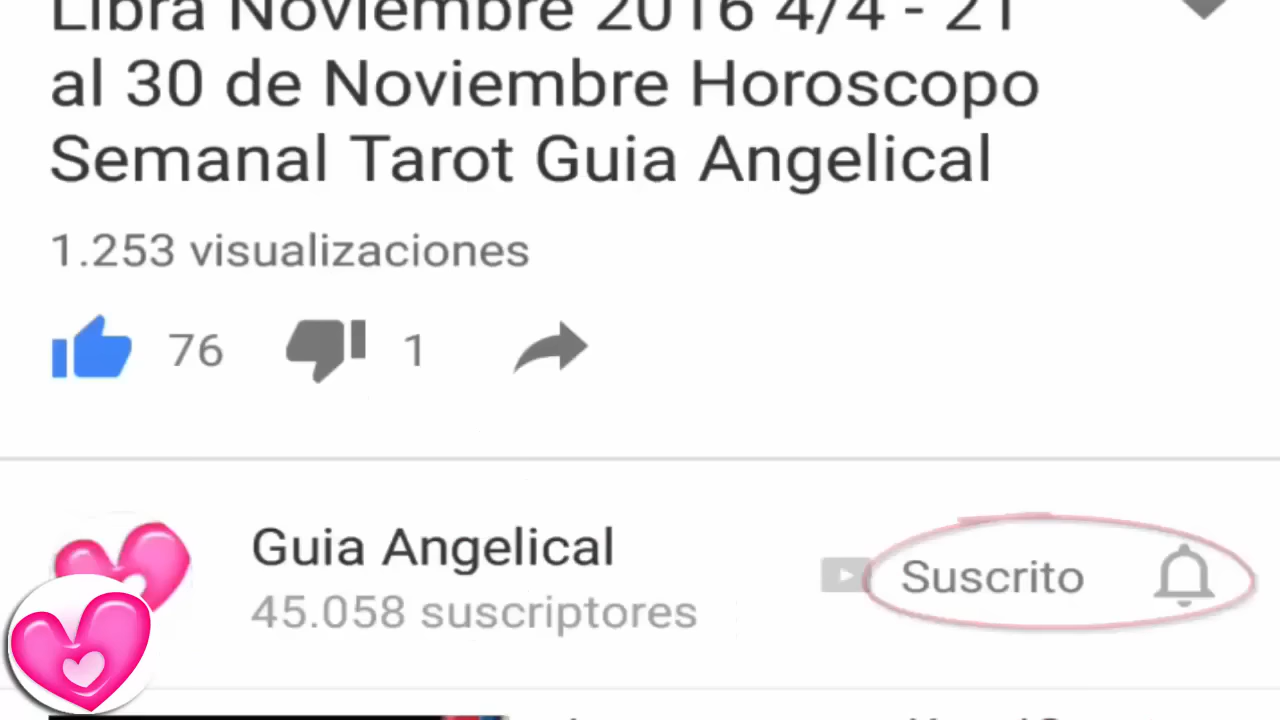 Libra Noviembre 2016 4/4 - 21
al 30 de Noviembre Horoscopo
Semanal Tarot Guia Angelical
1.253 visualizaciones
76 1
Guia Angelical
Suscrito
45.058 suscriptores